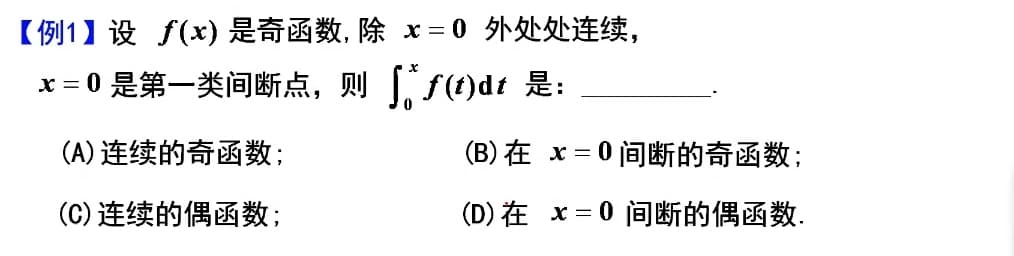 【例1】设 f(x) 是奇函数, 除 x = 0 外处处连续，
x = 0 是第一类间断点，则 ∫₀ˣ f(t)dt 是：________.
(A)连续的奇函数； (B)在 x = 0 间断的奇函数；
(C)连续的偶函数； (D)在 x = 0 间断的偶函数.